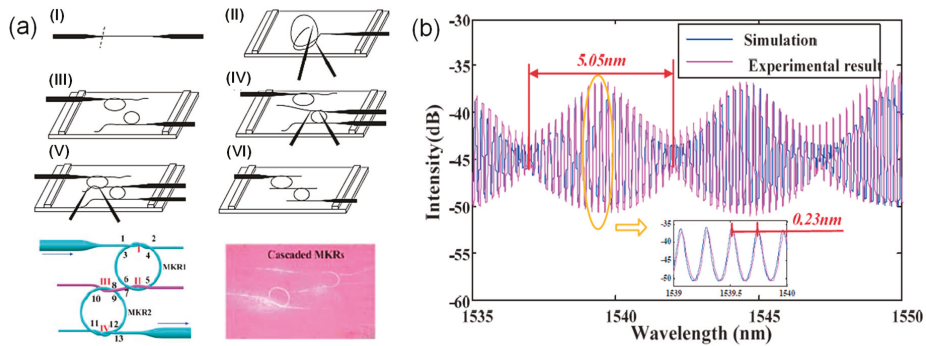 (a)
(I)
(II)
(III)
(IV)
(V)
(VI)
1 2
3 I 4
MKR1
III 8 6 II 5
10 9 7
MKR2
11 IV 12
13
Cascaded MKRs
(b)
-30
-35
-40
-45
-50
-55
-60
Intensity(dB)
5.05nm
Simulation
Experimental result
0.23nm
-35
-40
-45
-50
1539 1539.5 1540
1535 1540 1545 1550
Wavelength (nm)